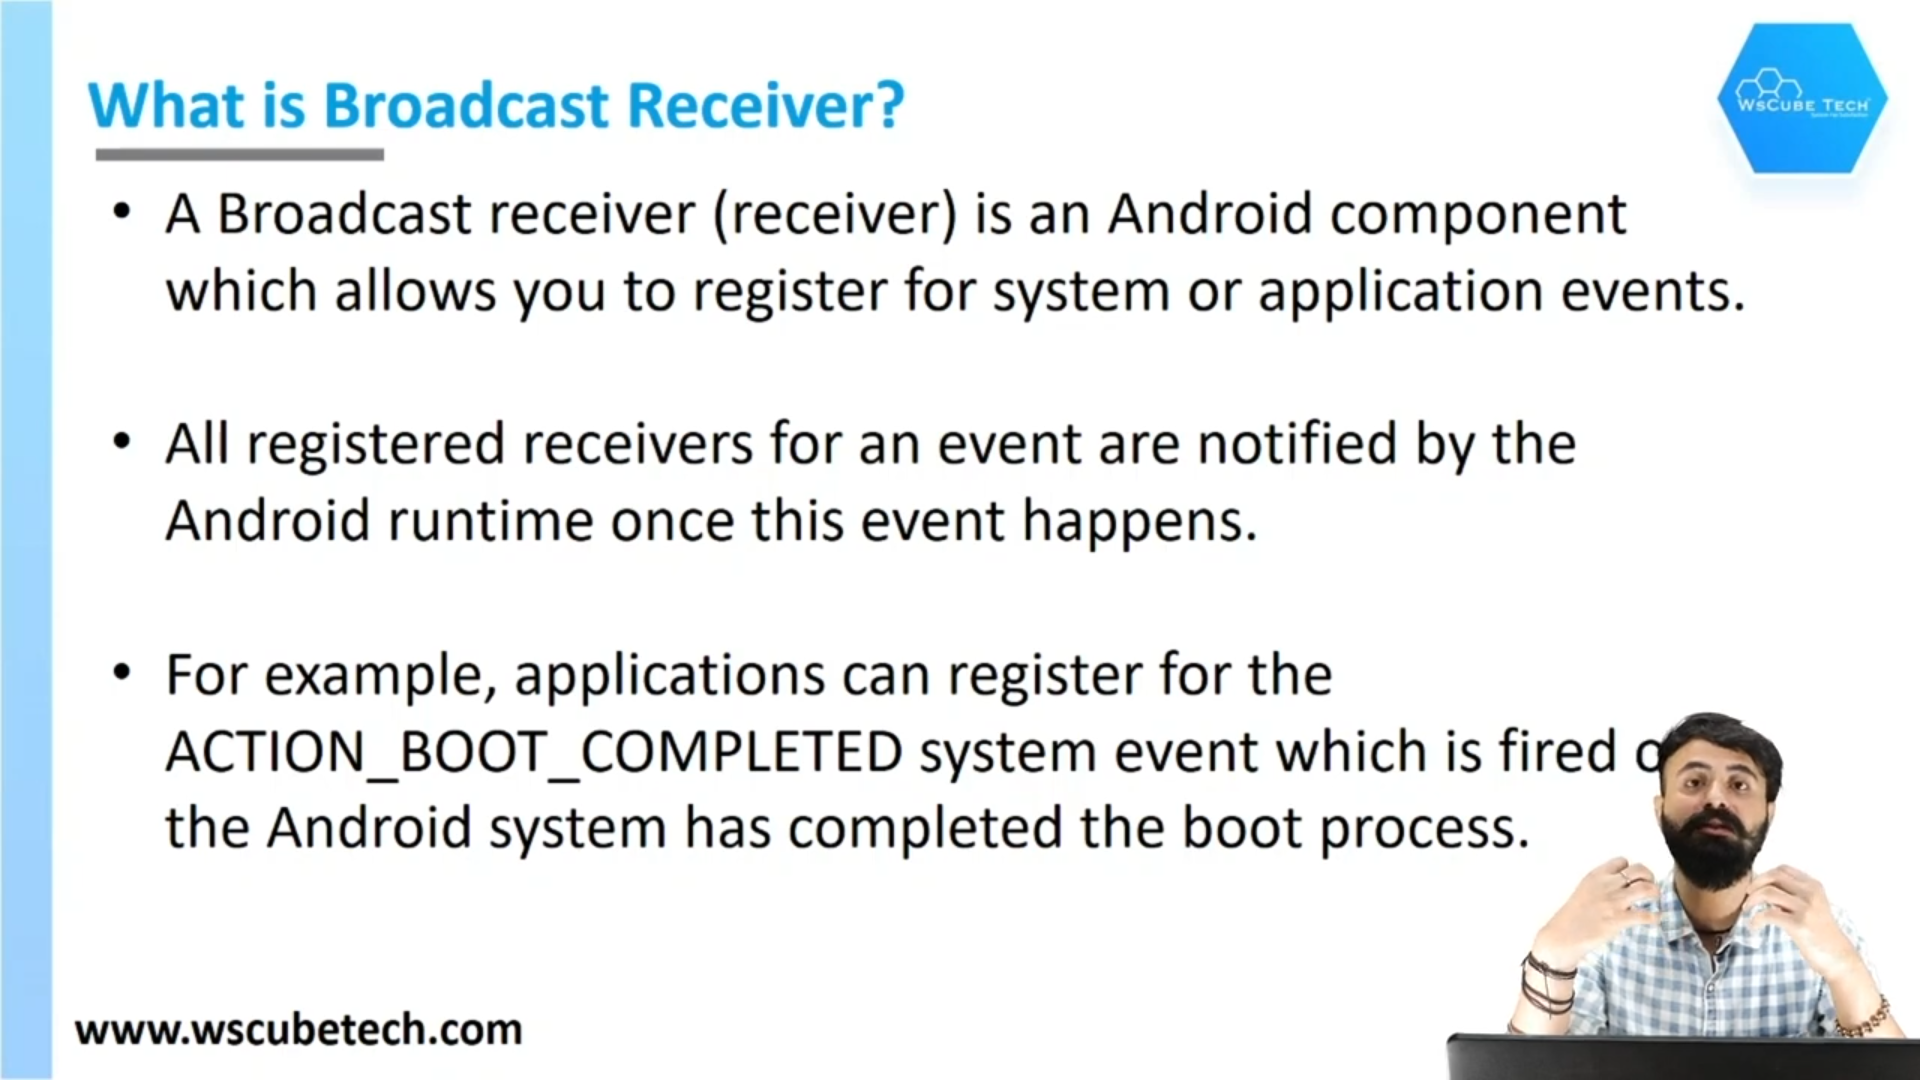 What is Broadcast Receiver?
WsCube Tech
• A Broadcast receiver (receiver) is an Android component
which allows you to register for system or application events.
• All registered receivers for an event are notified by the
Android runtime once this event happens.
• For example, applications can register for the
ACTION_BOOT_COMPLETED system event which is fired
the Android system has completed the boot process.
www.wscubetech.com